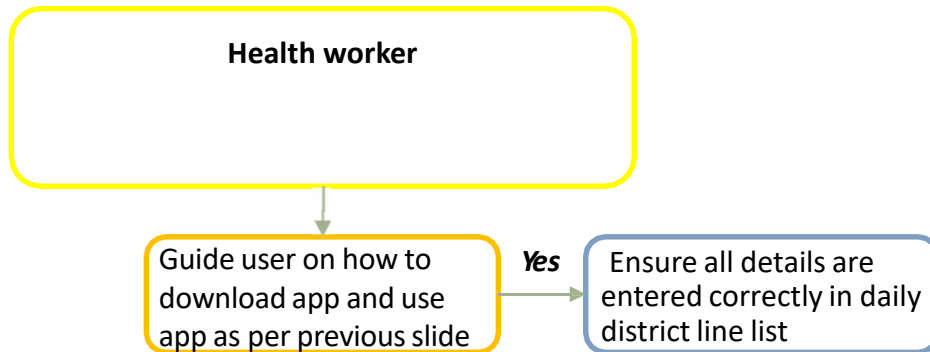 Health worker
Guide user on how to
download app and use
app as per previous slide
Yes
Ensure all details are
entered correctly in daily
district line list